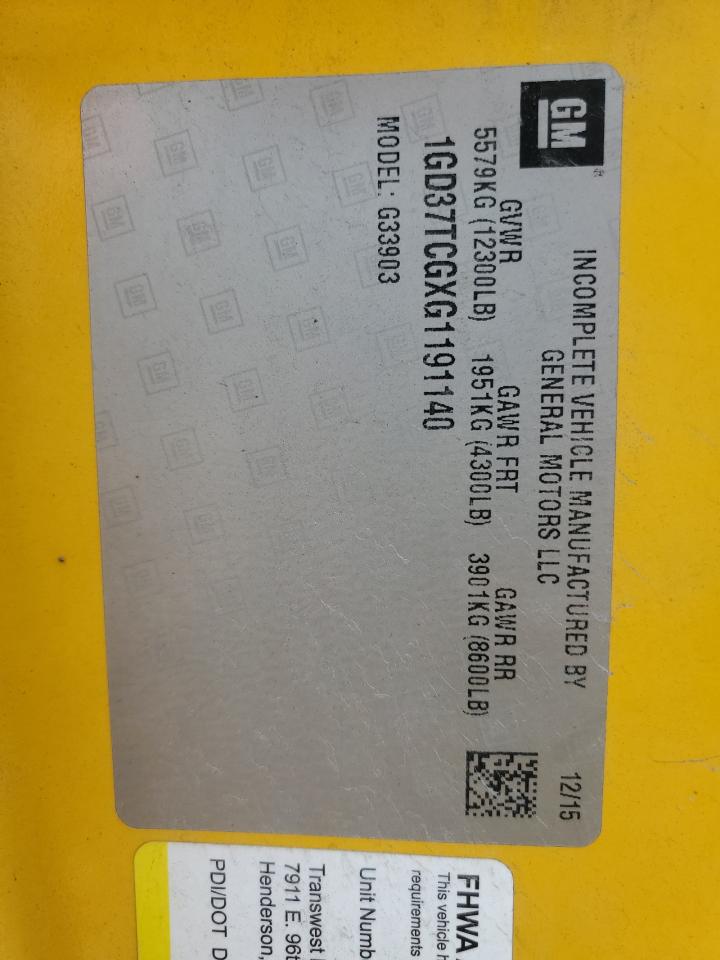 GM
INCOMPLETE VEHICLE MANUFACTURED BY 12/15
GENERAL MOTORS LLC
GVWR GAWR FRT GAWR RR
5579KG (12300LB) 1951KG (4300LB) 3901KG (8600LB)
1GD37TCGXG1191140
MODEL: G33903
FHWA
This vehicle h
requirements
Unit Numb
Transwest
7911 E. 96t
Henderson,
PDI/DOT D